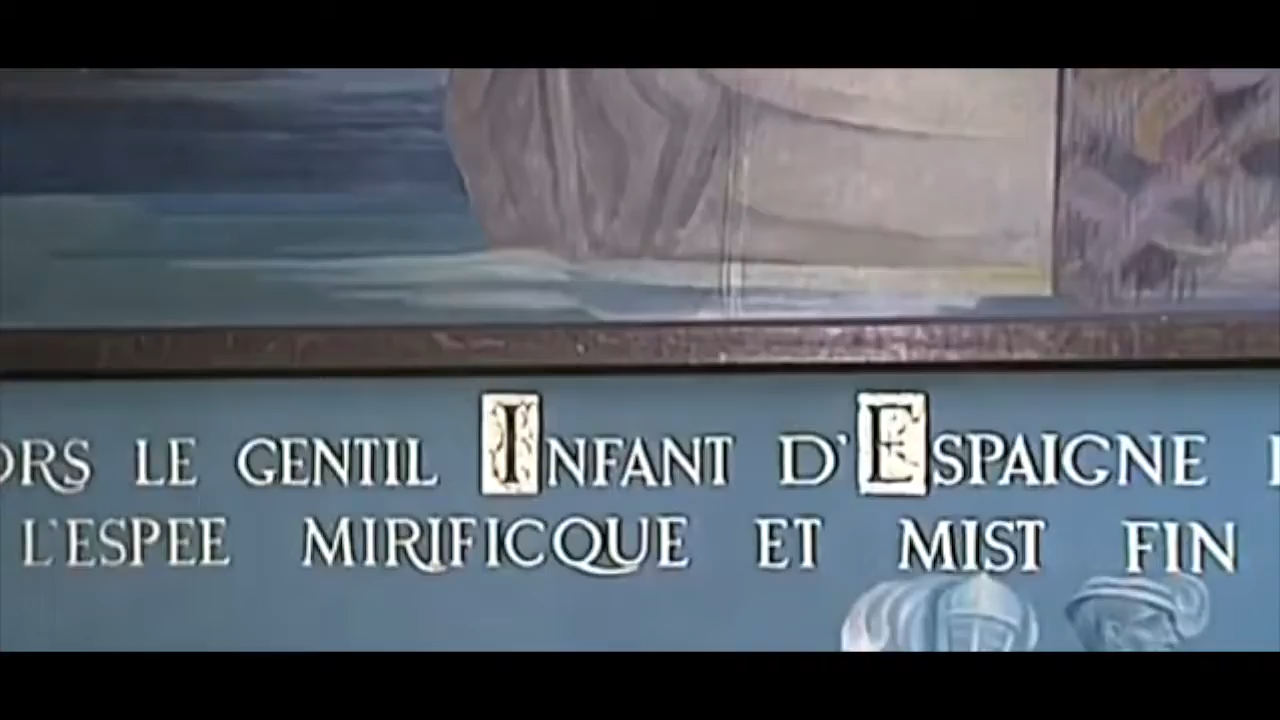 ORS LE GENTIL INFANT D'ESPAIGNE
L'ESPEE MIRIFICQUE ET MIST FIN